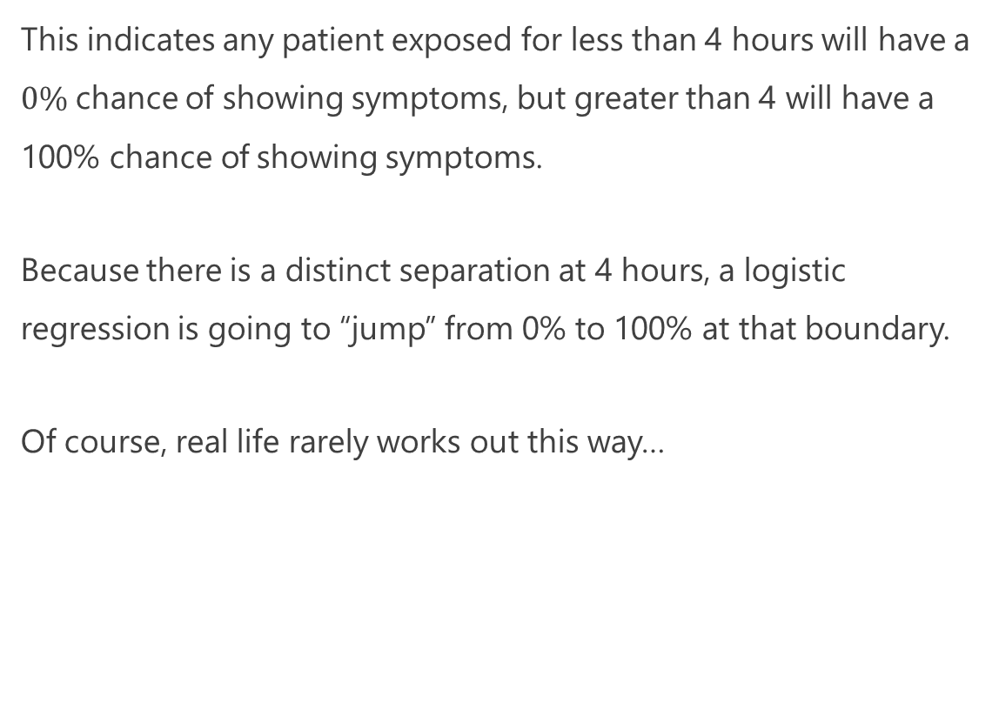 This indicates any patient exposed for less than 4 hours will have a
0% chance of showing symptoms, but greater than 4 will have a
100% chance of showing symptoms.
Because there is a distinct separation at 4 hours, a logistic
regression is going to “jump” from 0% to 100% at that boundary.
Of course, real life rarely works out this way…